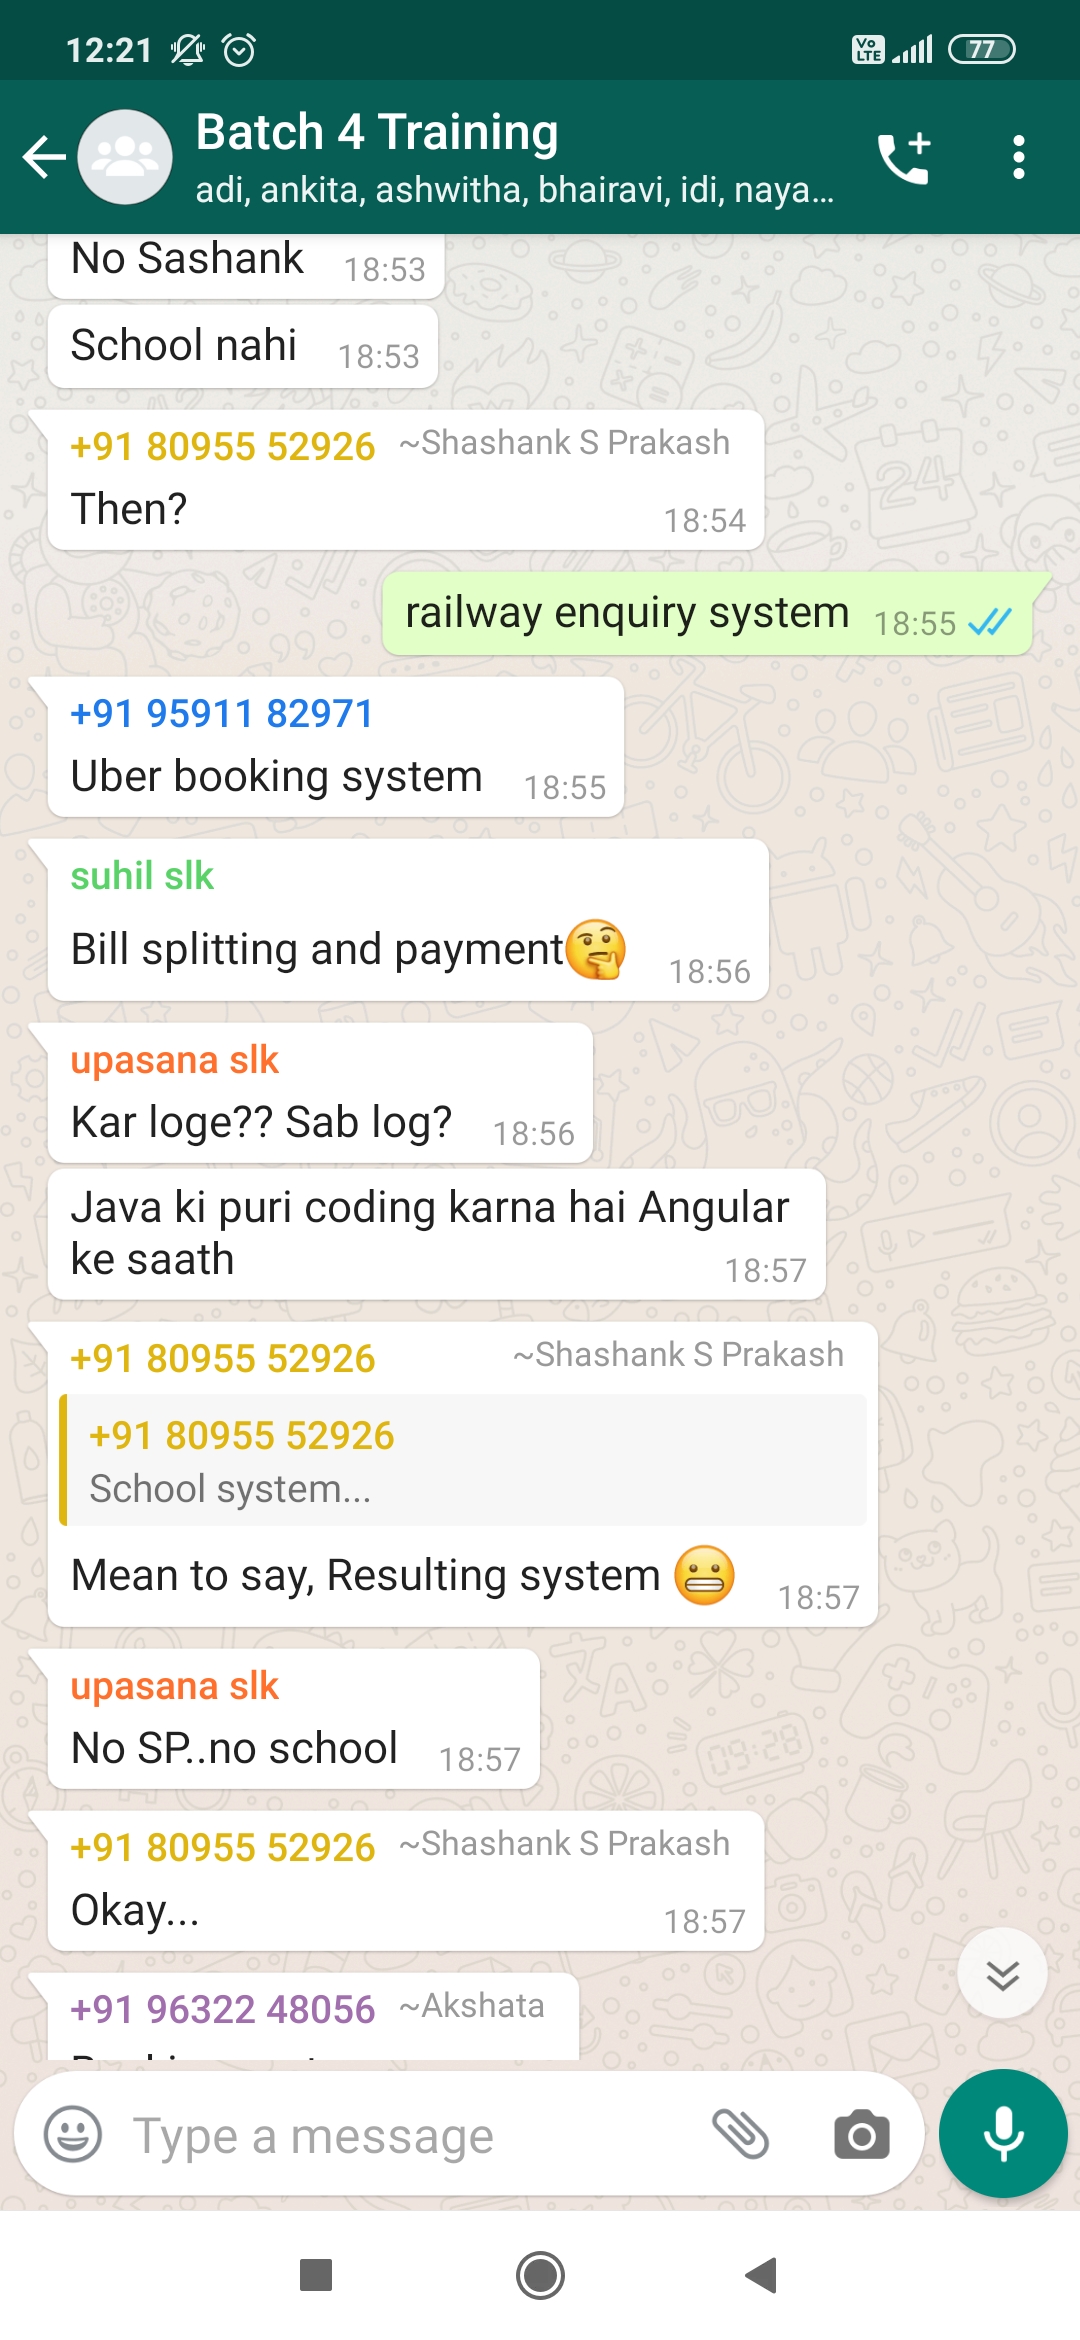 12:21 Vo LTE 77
Batch 4 Training
adi, ankita, ashwitha, bhairavi, idi, naya...
No Sashank 18:53
School nahi 18:53
+91 80955 52926 ~Shashank S Prakash
Then? 18:54
railway enquiry system 18:55
+91 95911 82971
Uber booking system 18:55
suhil slk
Bill splitting and payment🤔 18:56
upasana slk
Kar loge?? Sab log? 18:56
Java ki puri coding karna hai Angular
ke saath 18:57
+91 80955 52926 ~Shashank S Prakash
+91 80955 52926
School system...
Mean to say, Resulting system 😬 18:57
upasana slk
No SP..no school 18:57
+91 80955 52926 ~Shashank S Prakash
Okay... 18:57
+91 96322 48056 ~Akshata
Type a message